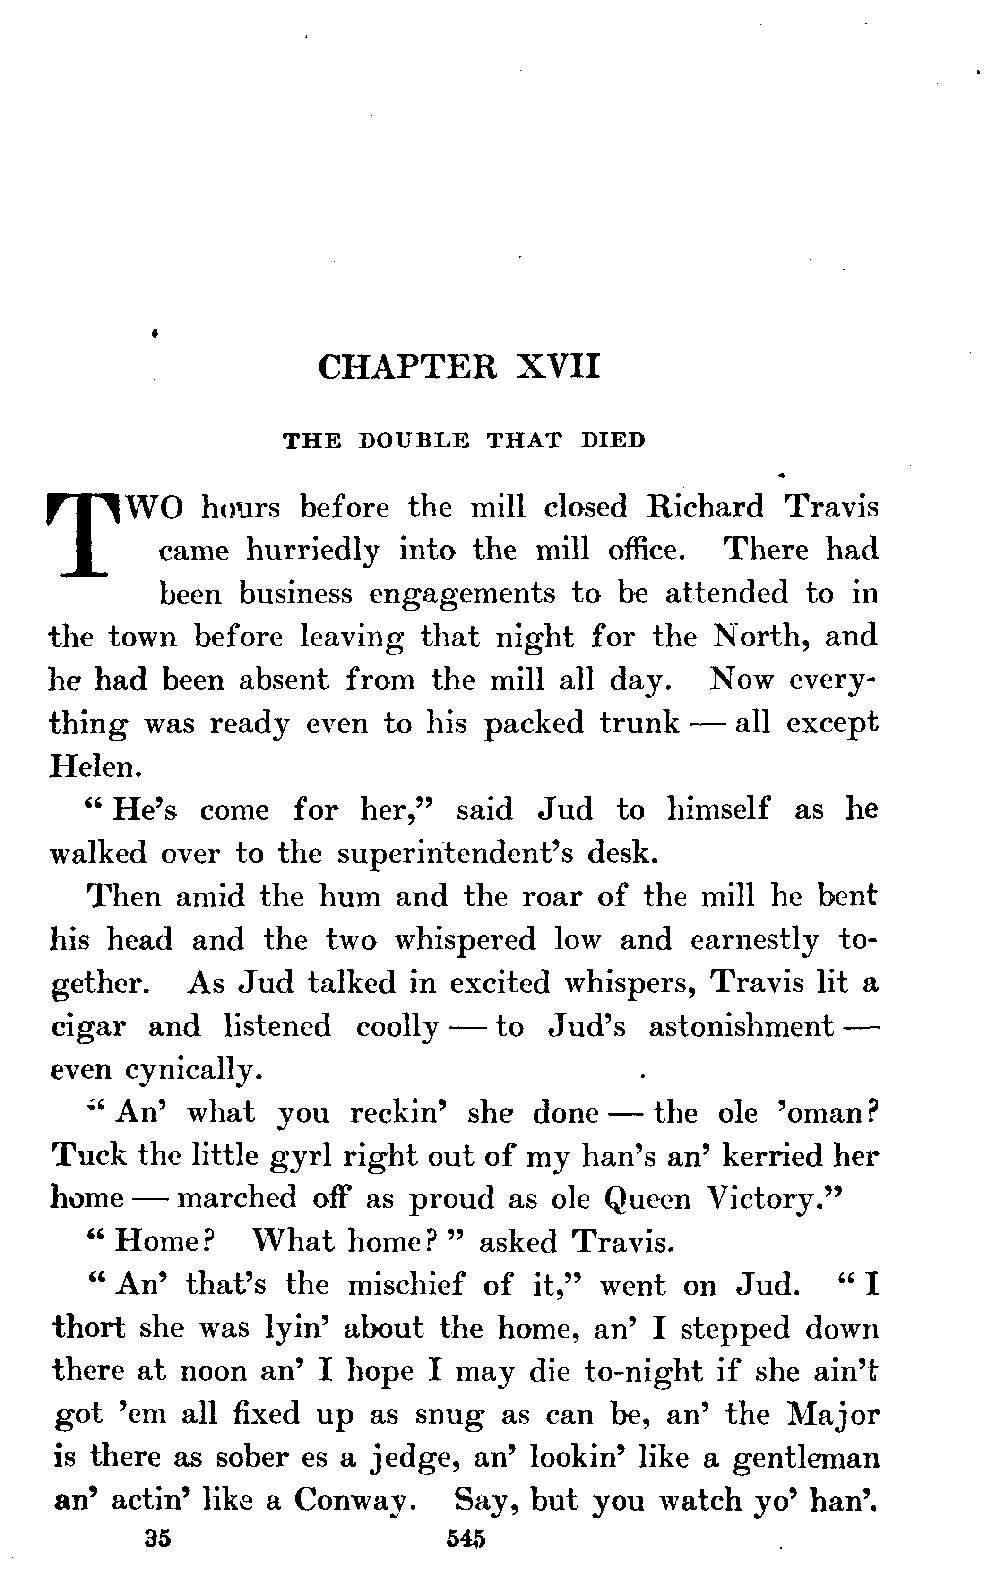 CHAPTER XVII
THE DOUBLE THAT DIED
TWO hours before the mill closed Richard Travis
came hurriedly into the mill office. There had
been business engagements to be attended to in
the town before leaving that night for the North, and
he had been absent from the mill all day. Now every-
thing was ready even to his packed trunk — all except
Helen.
“ He’s come for her,” said Jud to himself as he
walked over to the superintendent’s desk.
Then amid the hum and the roar of the mill he bent
his head and the two whispered low and earnestly to-
gether. As Jud talked in excited whispers, Travis lit a
cigar and listened coolly — to Jud’s astonishment —
even cynically.
“ An’ what you reckin’ she done — the ole ’oman?
Tuck the little gyrl right out of my han’s an’ kerried her
home — marched off as proud as ole Queen Victory.”
“ Home? What home? ” asked Travis.
“ An’ that’s the mischief of it,” went on Jud. “ I
thort she was lyin’ about the home, an’ I stepped down
there at noon an’ I hope I may die to-night if she ain’t
got ’em all fixed up as snug as can be, an’ the Major
is there as sober es a jedge, an’ lookin’ like a gentleman
an’ actin’ like a Conway. Say, but you watch yo’ han’.
35 545